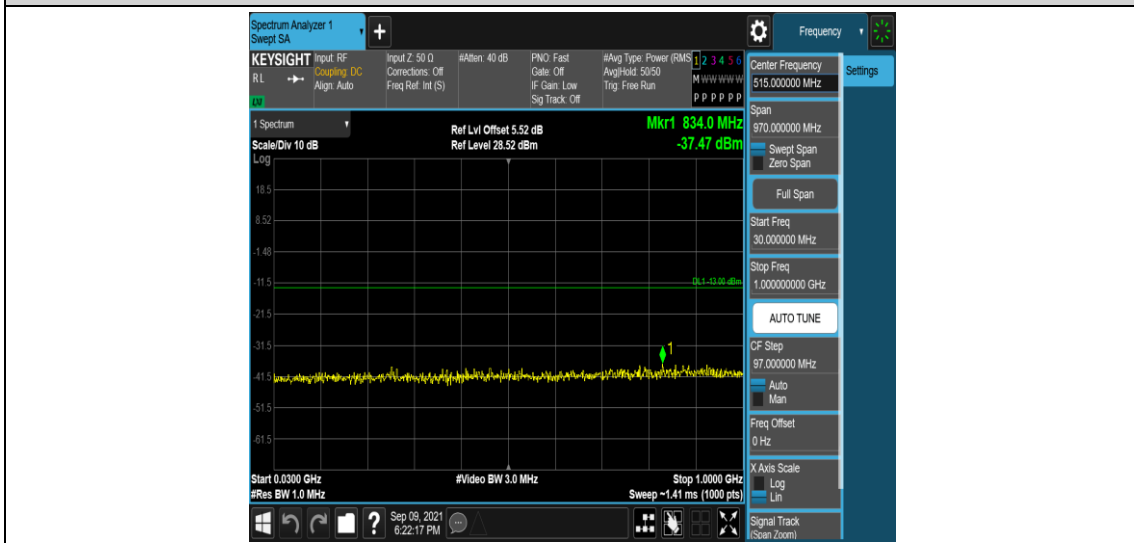 Spectrum Analyzer 1
Swept SA
+
Frequency
KEYSIGHT
RL
LXI
Input: RF
Coupling: DC
Align: Auto
Input Z: 50 Ω
Corrections: Off
Freq Ref: Int (S)
#Atten: 40 dB
PNO: Fast
Gate: Off
IF Gain: Low
Sig Track: Off
#Avg Type: Power (RMS
Avg|Hold: 50/50
Trig: Free Run
1 2 3 4 5 6
M W W W W W
P P P P P P
1 Spectrum
Scale/Div 10 dB
Log
Ref Lvl Offset 5.52 dB
Ref Level 28.52 dBm
Mkr1 834.0 MHz
-37.47 dBm
18.5
8.52
-1.48
-11.5
DL1 -13.00 dBm
-21.5
-31.5
1
-41.5
-51.5
-61.5
Start 0.0300 GHz
#Res BW 1.0 MHz
#Video BW 3.0 MHz
Stop 1.0000 GHz
Sweep ~1.41 ms (1000 pts)
Center Frequency
515.000000 MHz
Settings
Span
970.000000 MHz
Swept Span
Zero Span
Full Span
Start Freq
30.000000 MHz
Stop Freq
1.000000000 GHz
AUTO TUNE
CF Step
97.000000 MHz
Auto
Man
Freq Offset
0 Hz
X Axis Scale
Log
Lin
Signal Track
(Span Zoom)
?
Sep 09, 2021
6:22:17 PM